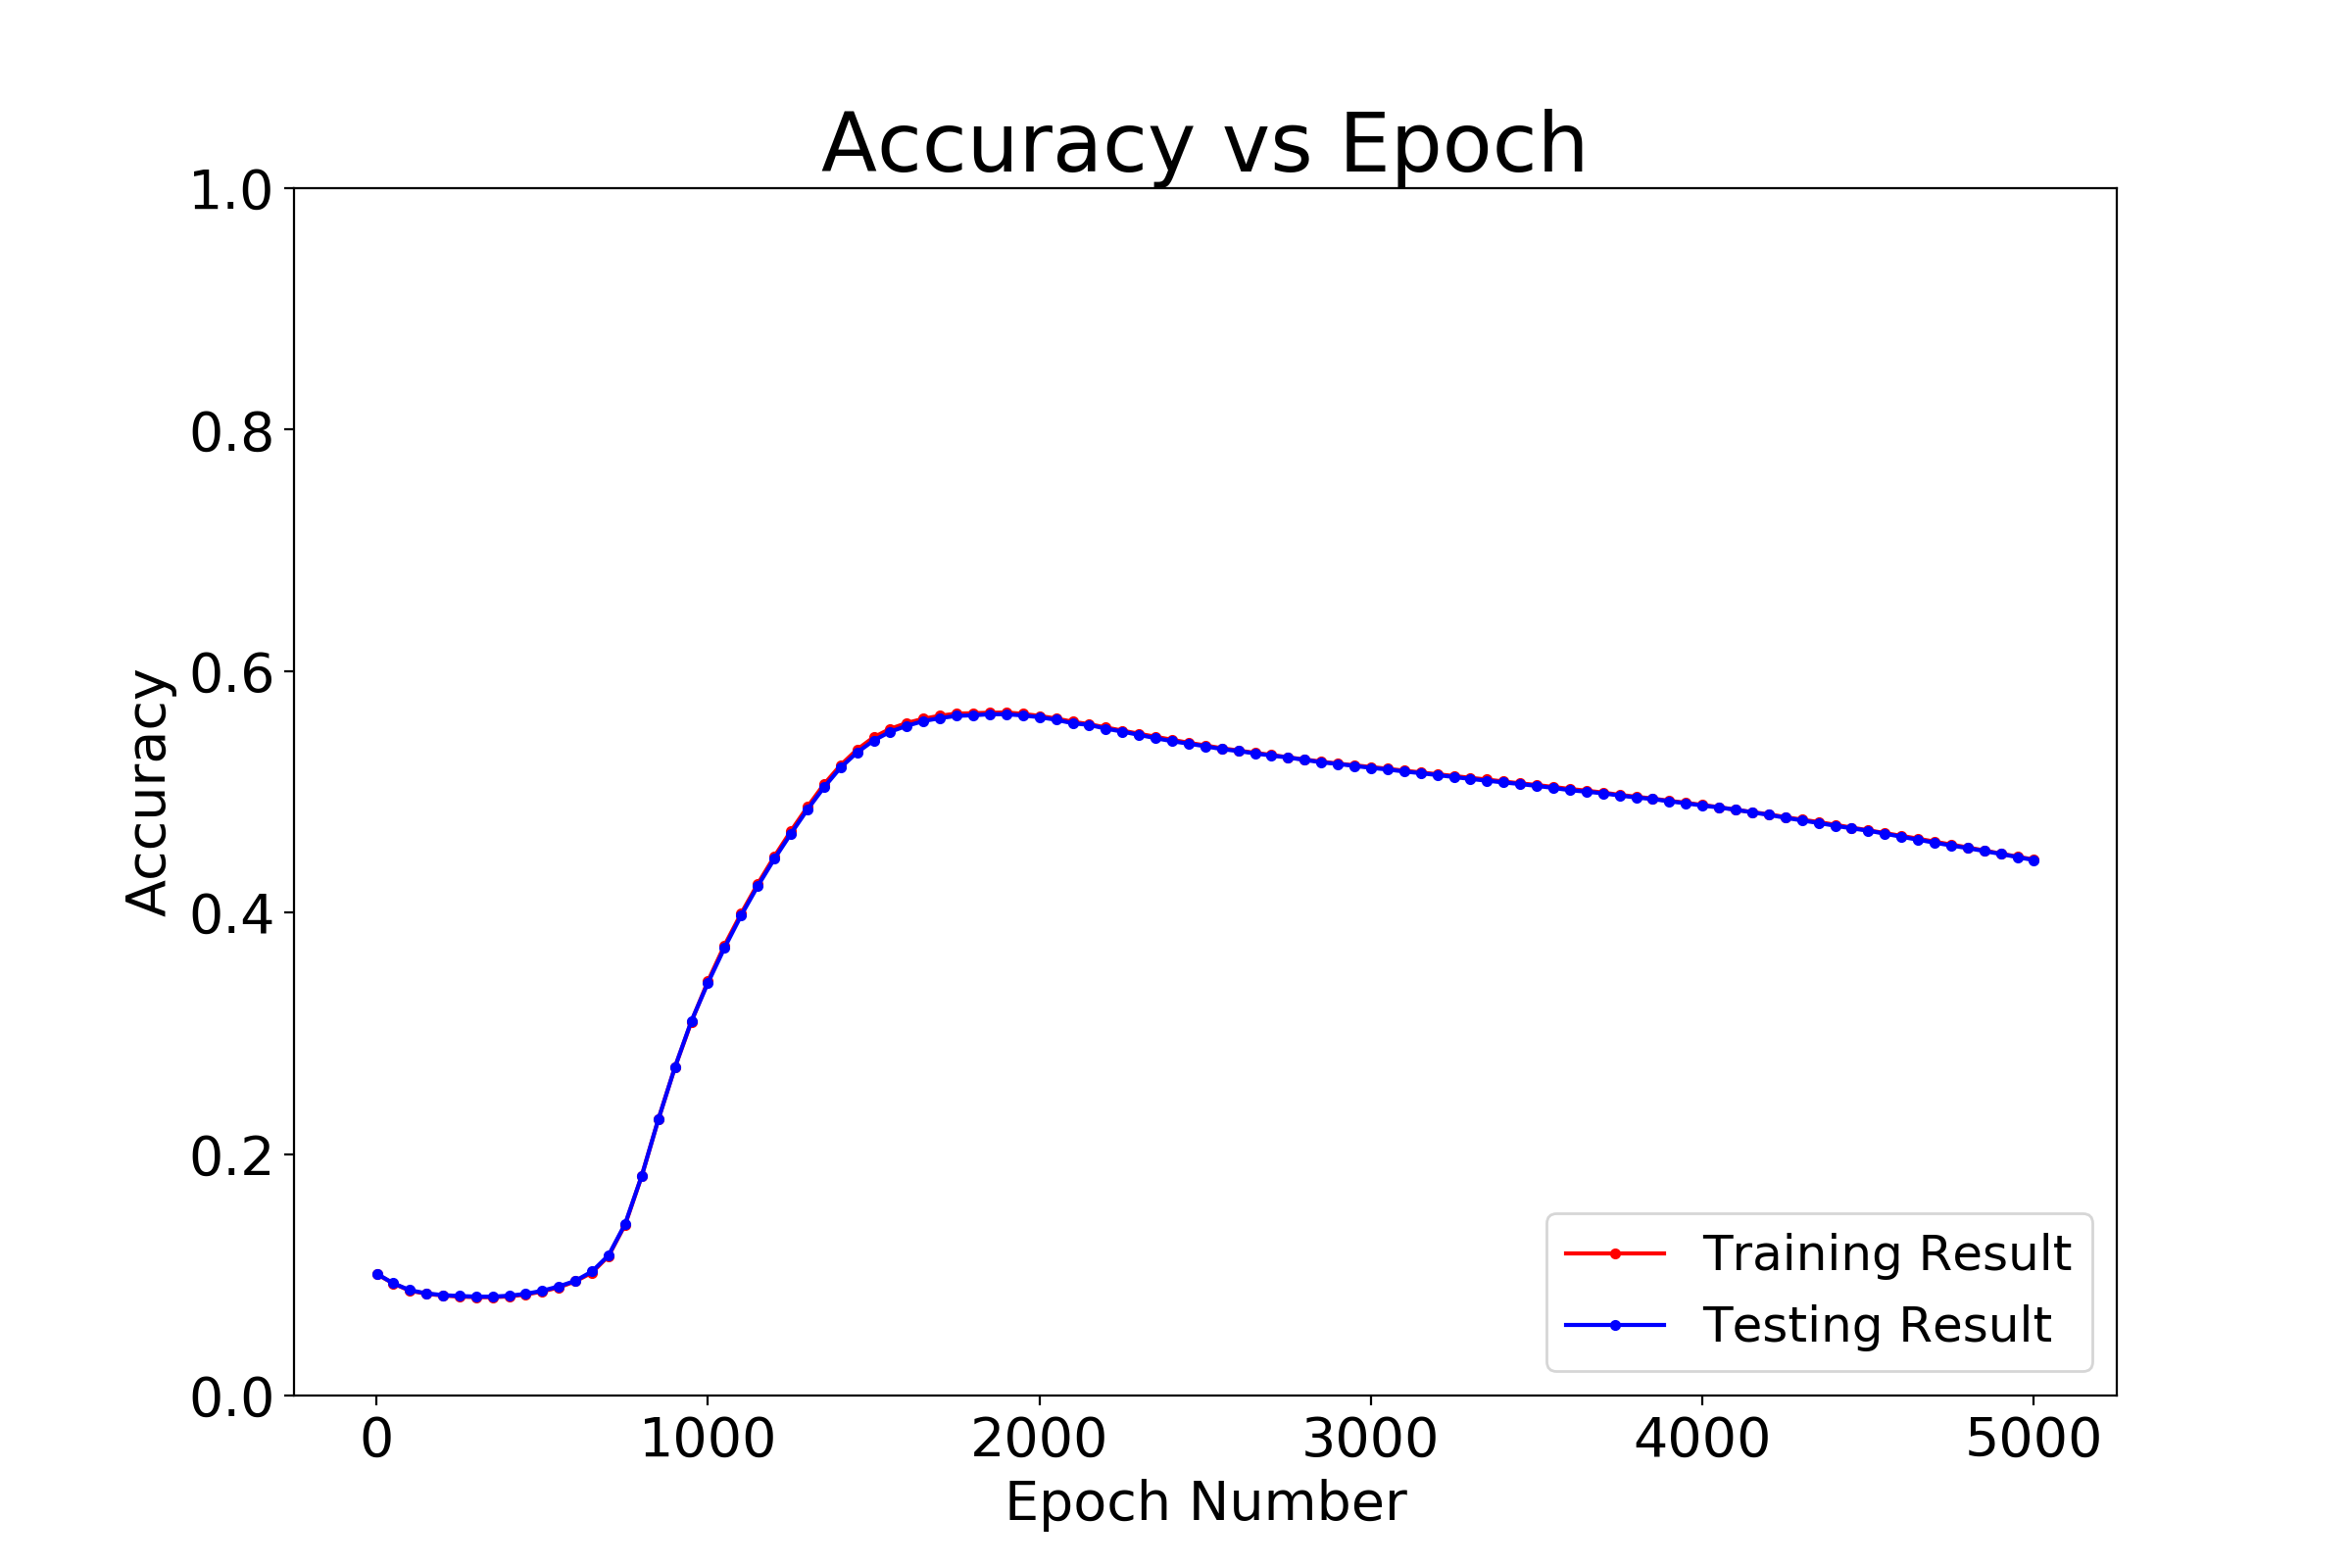 Accuracy vs Epoch
1.0
0.8
0.6
0.4
0.2
0.0
Accuracy
0 1000 2000 3000 4000 5000
Epoch Number
Training Result
Testing Result